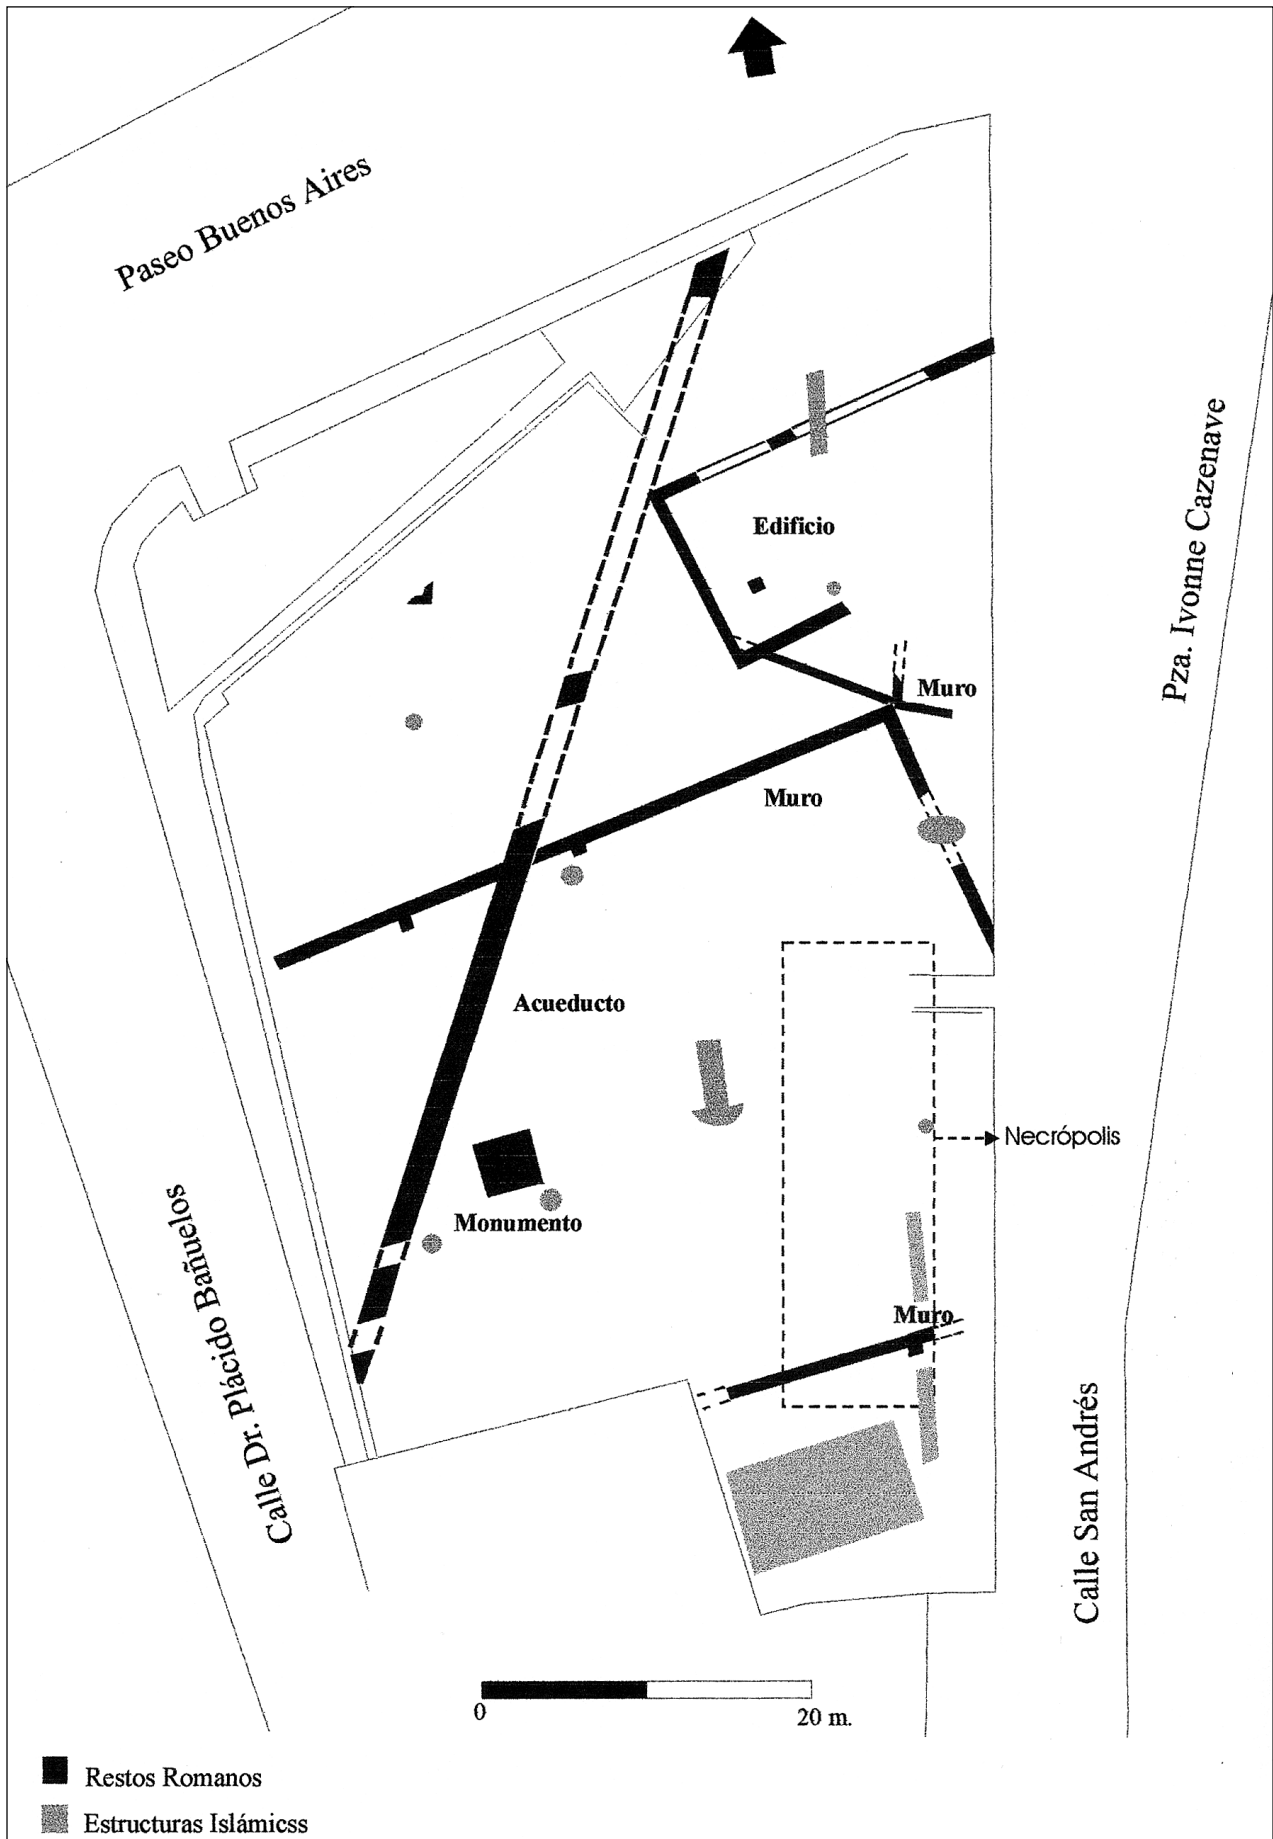 Paseo Buenos Aires
Pza. Ivonne Cazenave
Edificio
Muro
Muro
Acueducto
Necrópolis
Monumento
Calle Dr. Plácido Bañuelos
Muro
Calle San Andrés
0
20 m.
Restos Romanos
Estructuras Islámicss